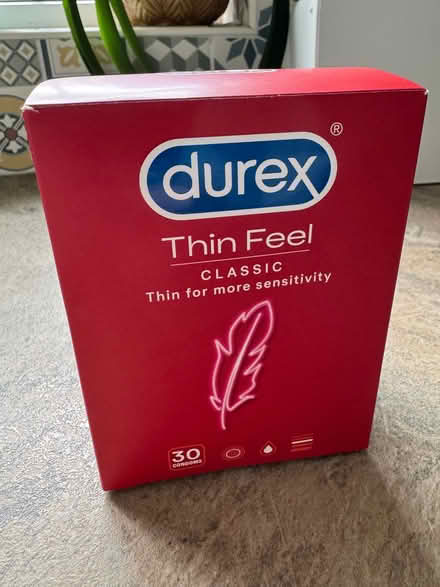 ®
durex
Thin Feel
CLASSIC
Thin for more sensitivity
30
CONDOMS